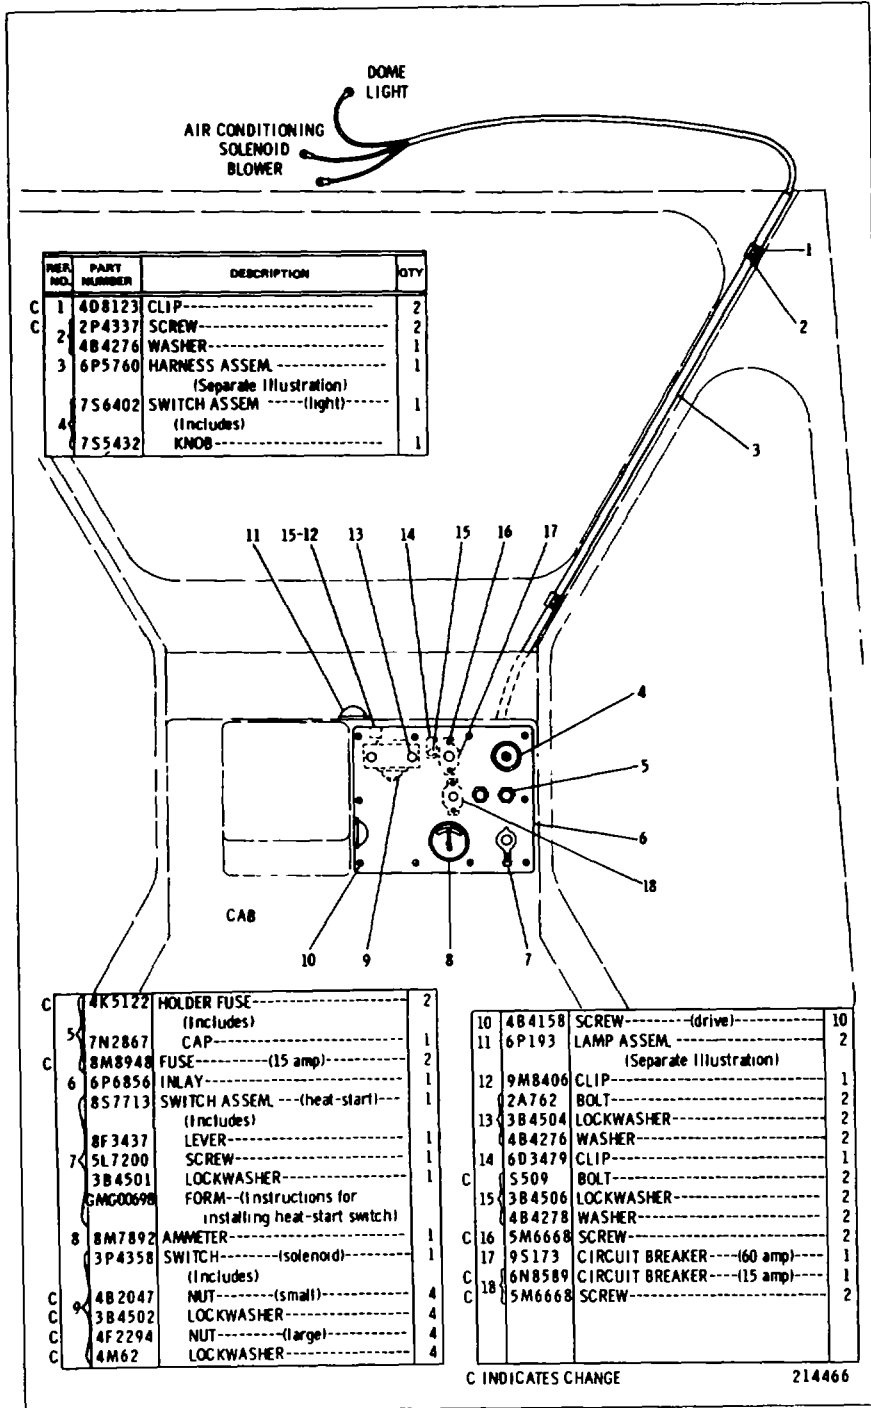 DOME
LIGHT
AIR CONDITIONING
SOLENOID
BLOWER
REF. NO. PART NUMBER DESCRIPTION QTY
C 1 4D8123 CLIP 2
C 2 2P4337 SCREW 2
4B4276 WASHER 1
3 6P5760 HARNESS ASSEM. 1
(Separate Illustration)
7S6402 SWITCH ASSEM -----(light)----- 1
4 (Includes)
7S5432 KNOB 1
1
2
3
11 15-12 13 14 15 16 17
4
5
6
18
CAB
10 9 8 7
C 4K5122 HOLDER FUSE 2
5 (Includes)
7N2867 CAP 1
C 8M8948 FUSE (15 amp) 2
6 6P6856 INLAY 1
8S7713 SWITCH ASSEM. ---(heat-start)--- 1
(Includes)
8F3437 LEVER 1
7 5L7200 SCREW 1
3B4501 LOCKWASHER 1
GMG00698 FORM--(Instructions for
installing heat-start switch)
8 8M7892 AMMETER 1
3P4358 SWITCH (solenoid) 1
(Includes)
C 9 4B2047 NUT (small) 4
C 3B4502 LOCKWASHER 4
C 4F2294 NUT (large) 4
C 4M62 LOCKWASHER 4
10 4B4158 SCREW (drive) 10
11 6P193 LAMP ASSEM. 2
(Separate Illustration)
12 9M8406 CLIP 1
2A762 BOLT 2
13 3B4504 LOCKWASHER 2
4B4276 WASHER 2
14 6D3479 CLIP 1
C S509 BOLT 2
15 3B4506 LOCKWASHER 2
4B4278 WASHER 2
C 16 5M6668 SCREW 2
17 9S173 CIRCUIT BREAKER ----(60 amp)--- 1
C 18 6N8589 CIRCUIT BREAKER ----(15 amp)--- 1
C 5M6668 SCREW 2
C INDICATES CHANGE 214466